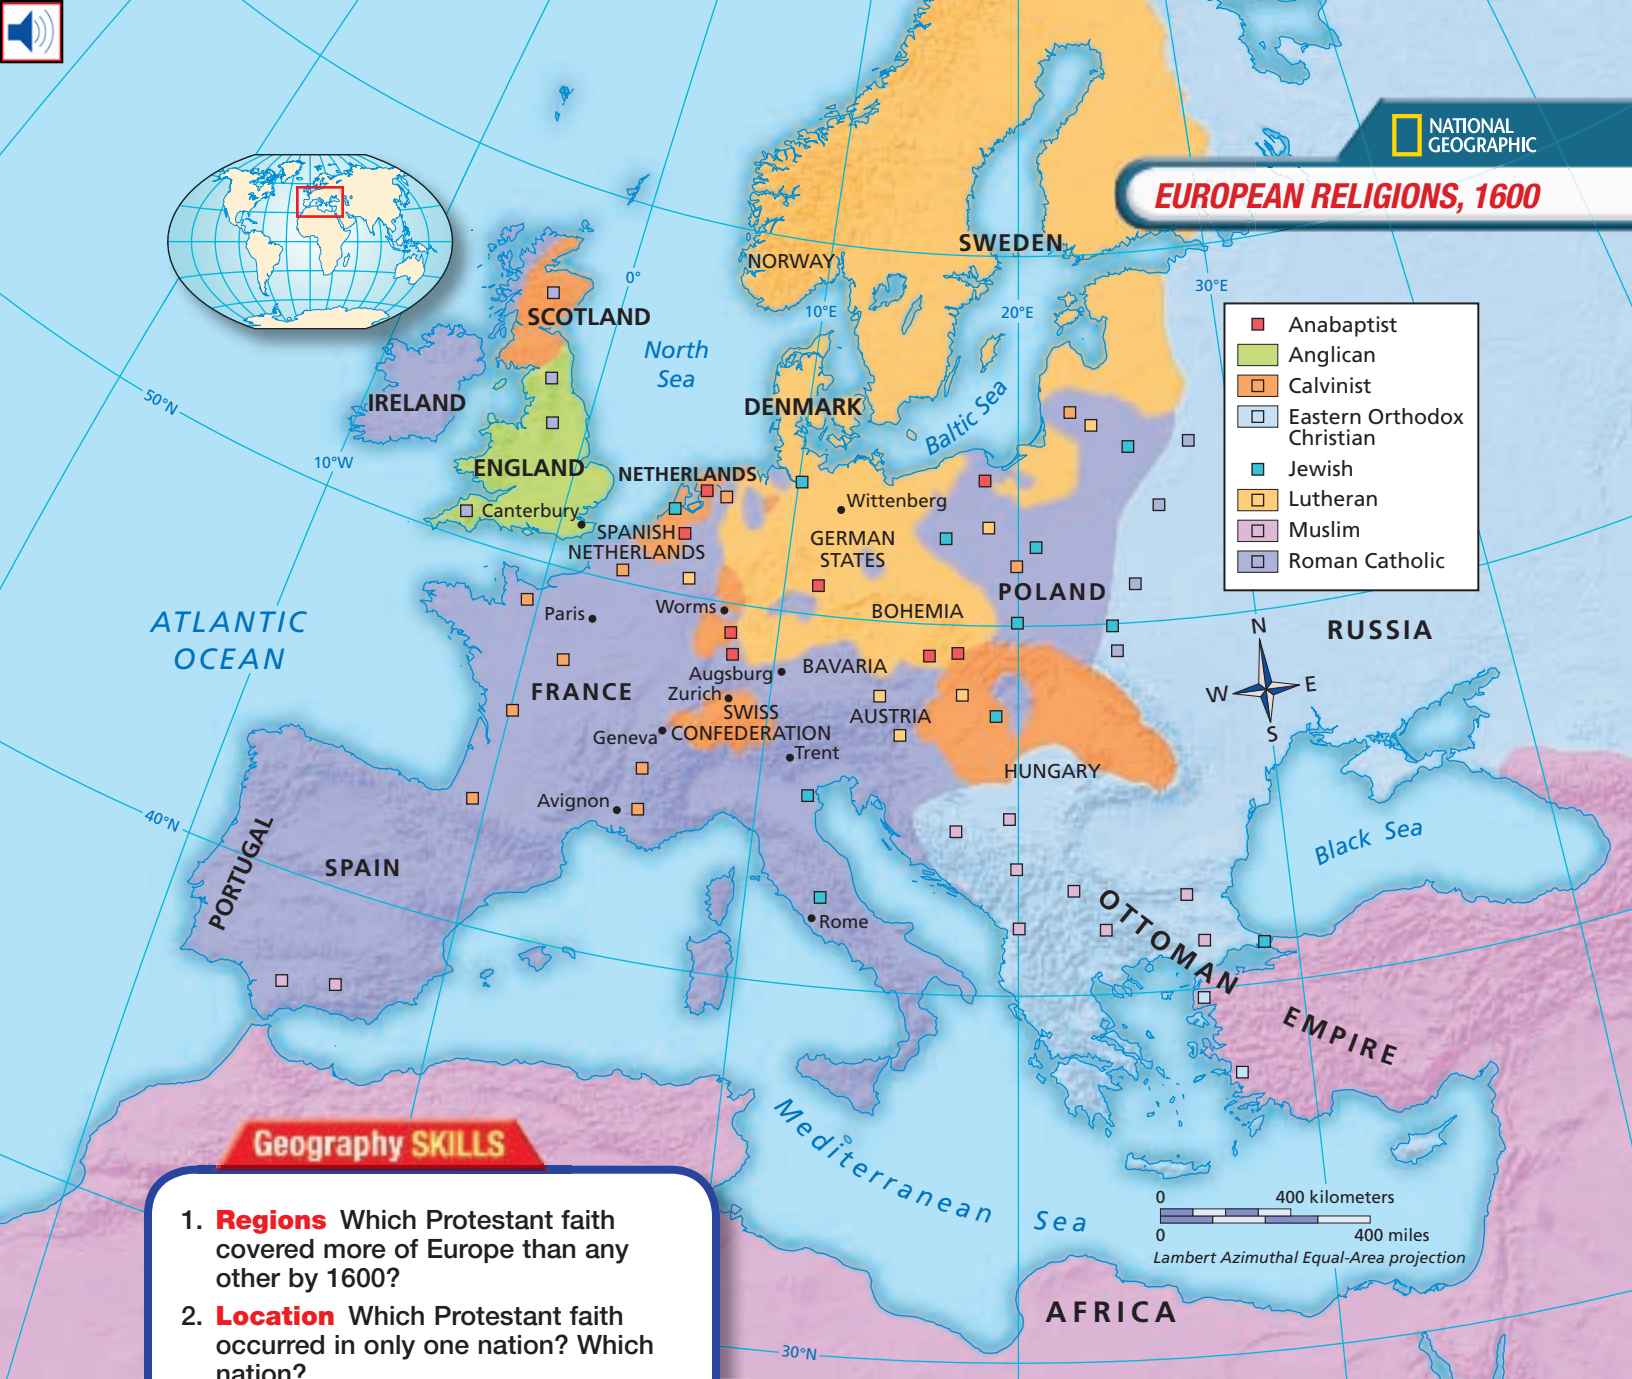 NATIONAL
GEOGRAPHIC
EUROPEAN RELIGIONS, 1600
Anabaptist
Anglican
Calvinist
Eastern Orthodox
Christian
Jewish
Lutheran
Muslim
Roman Catholic
SWEDEN
NORWAY
0°
10°E
20°E
30°E
SCOTLAND
North
Sea
IRELAND
50°N
10°W
DENMARK
Baltic Sea
ENGLAND
NETHERLANDS
Canterbury
Wittenberg
SPANISH
NETHERLANDS
GERMAN
STATES
POLAND
ATLANTIC
OCEAN
Paris
Worms
BOHEMIA
RUSSIA
N
W
E
S
Augsburg
BAVARIA
FRANCE
Zurich
SWISS
CONFEDERATION
AUSTRIA
Geneva
Trent
HUNGARY
Avignon
40°N
PORTUGAL
SPAIN
Black Sea
Rome
OTTOMAN
EMPIRE
Mediterranean Sea
0
400 kilometers
0
400 miles
Lambert Azimuthal Equal-Area projection
AFRICA
30°N
Geography SKILLS
1. Regions Which Protestant faith
covered more of Europe than any
other by 1600?
2. Location Which Protestant faith
occurred in only one nation? Which
nation?